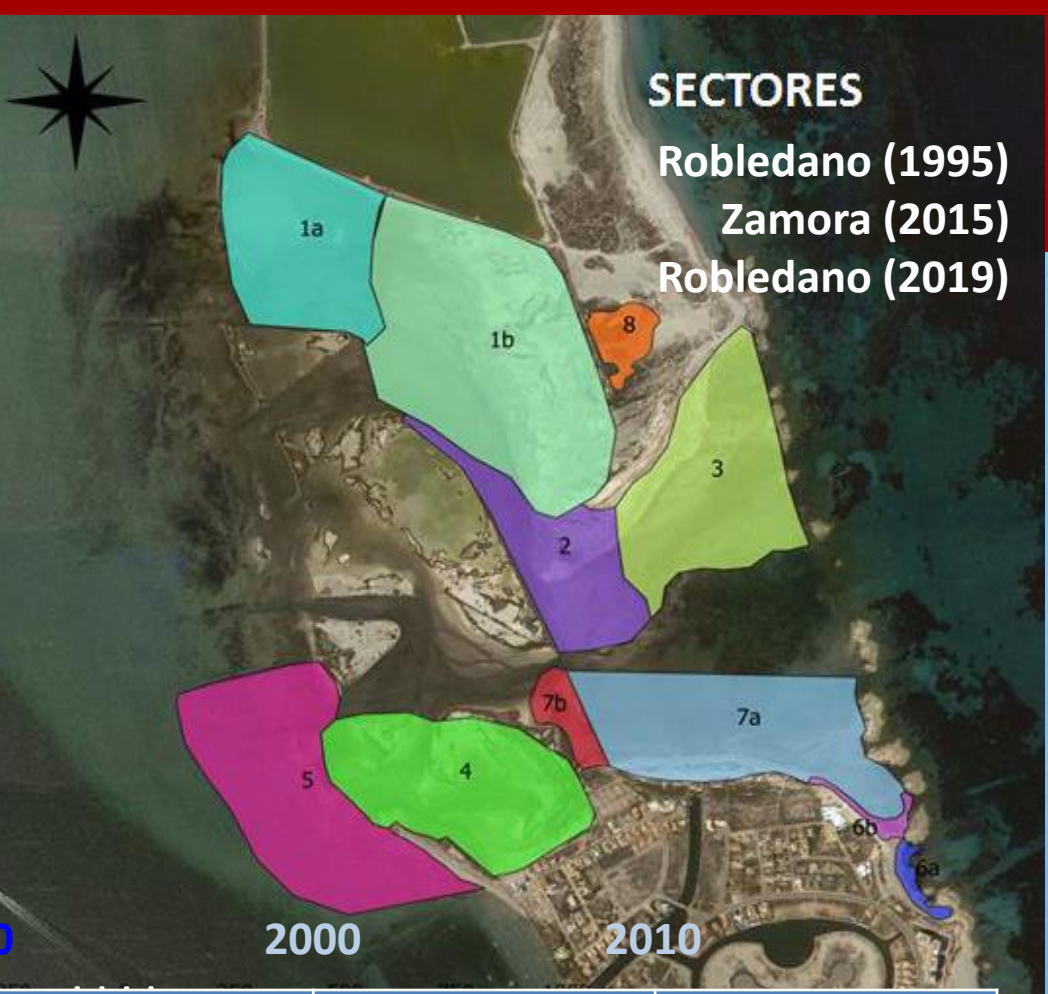 SECTORES
Robledano (1995)
Zamora (2015)
Robledano (2019)
1a
1b
8
3
2
7b
7a
5
4
6b
6a
0
2000
2010